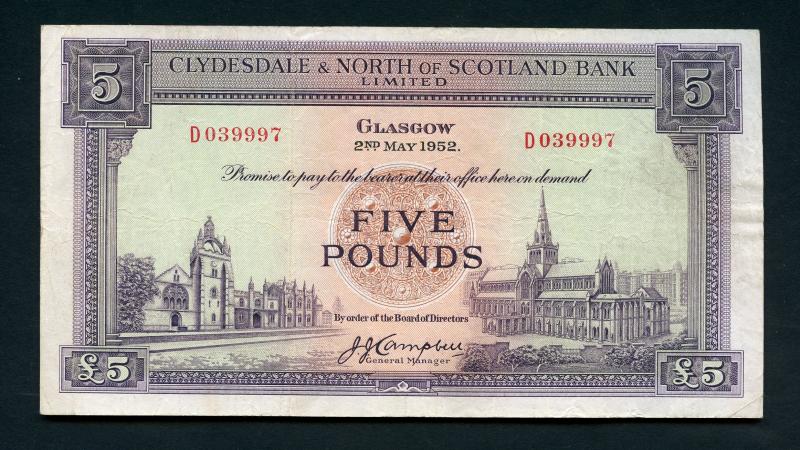 5 5
CLYDESDALE & NORTH OF SCOTLAND BANK
LIMITED
D039997 D039997
GLASGOW
2ND MAY 1952.
Promise to pay to the bearer at their office here on demand
FIVE
POUNDS
By order of the Board of Directors
J J Campbell
General Manager
£5 £5